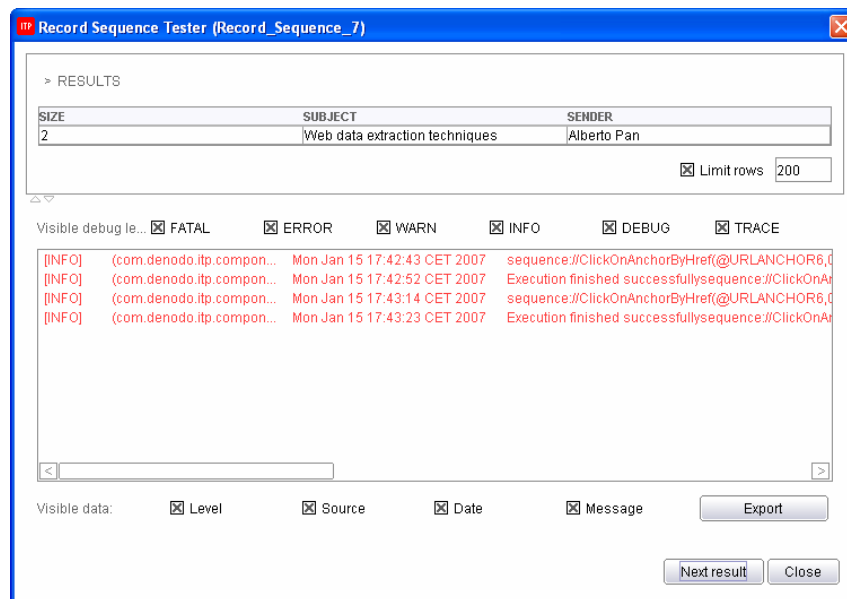 ITP Record Sequence Tester (Record_Sequence_7)
> RESULTS
SIZE SUBJECT SENDER
2 Web data extraction techniques Alberto Pan
Limit rows 200
Visible debug le... FATAL ERROR WARN INFO DEBUG TRACE
[INFO] (com.denodo.itp.compon... Mon Jan 15 17:42:43 CET 2007 sequence://ClickOnAnchorByHref(@URLANCHOR6,0
[INFO] (com.denodo.itp.compon... Mon Jan 15 17:42:52 CET 2007 Execution finished successfullysequence://ClickOnAn
[INFO] (com.denodo.itp.compon... Mon Jan 15 17:43:14 CET 2007 sequence://ClickOnAnchorByHref(@URLANCHOR6,0
[INFO] (com.denodo.itp.compon... Mon Jan 15 17:43:23 CET 2007 Execution finished successfullysequence://ClickOnAn
Visible data: Level Source Date Message Export
Next result Close